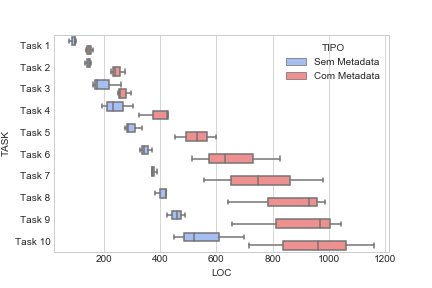 TIPO
Sem Metadata
Com Metadata
Task 1
Task 2
Task 3
Task 4
Task 5
Task 6
Task 7
Task 8
Task 9
Task 10
TASK
200 400 600 800 1000 1200
LOC